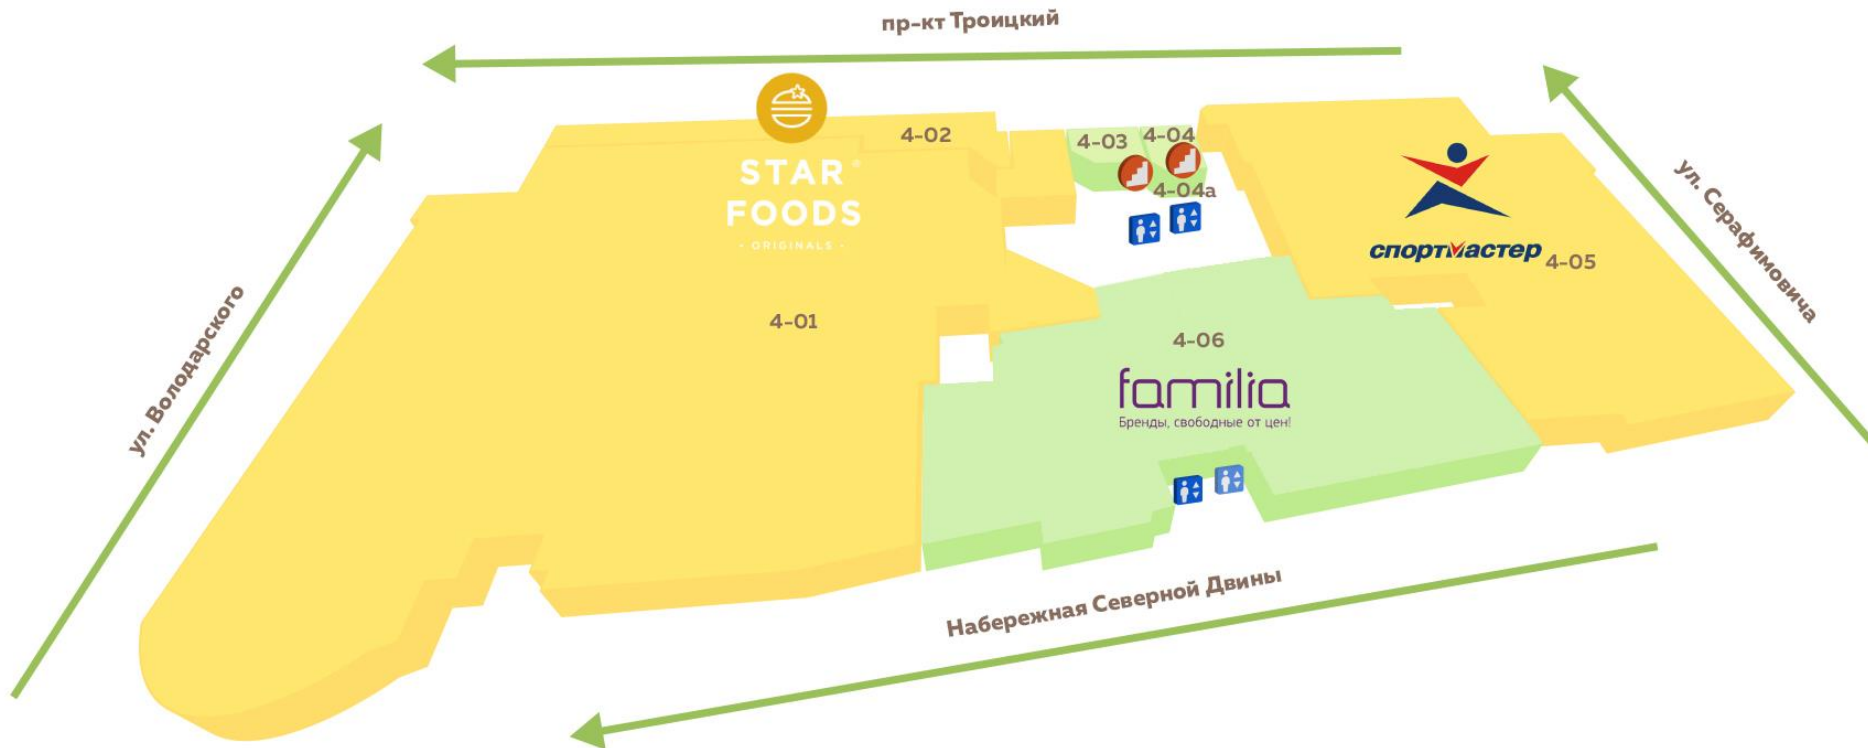 пр-кт Троицкий
4-02
4-03
4-04
STAR®
FOODS
· ORIGINALS ·
4-04а
ул. Серафимовича
спортмастер
4-05
ул. Володарского
4-01
4-06
familia
Бренды, свободные от цен!
Набережная Северной Двины